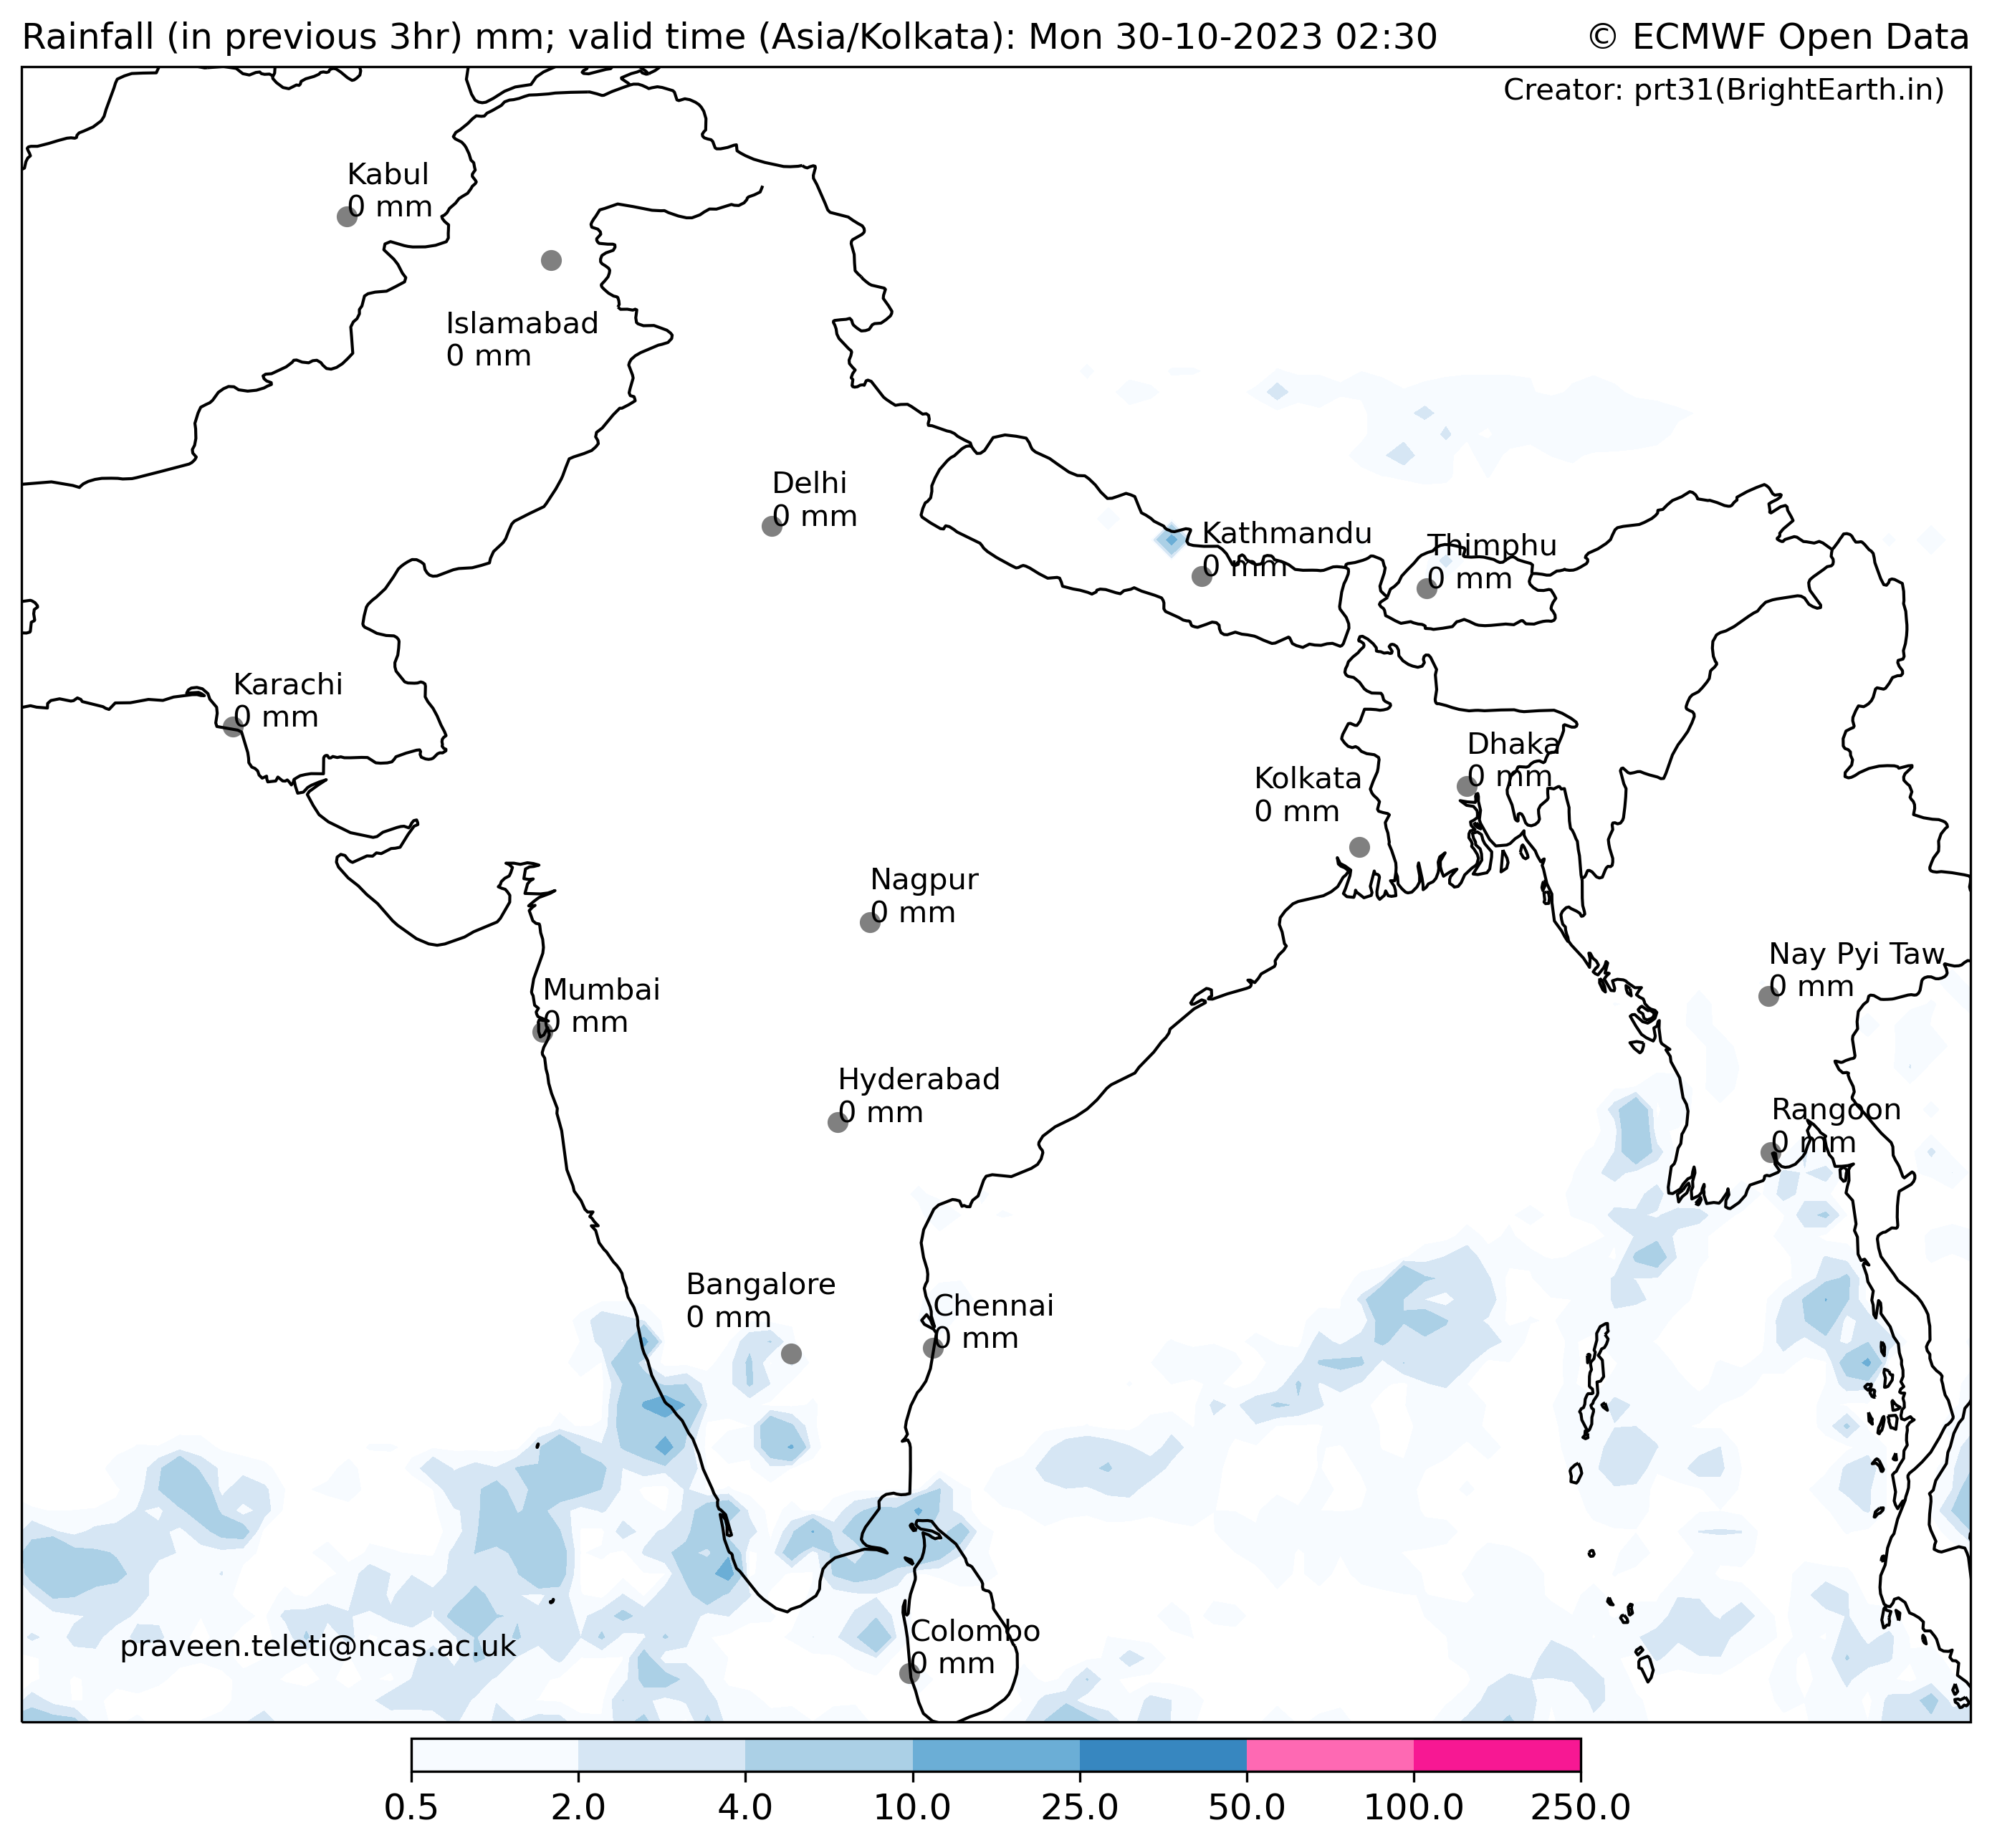 Rainfall (in previous 3hr) mm; valid time (Asia/Kolkata): Mon 30-10-2023 02:30
© ECMWF Open Data
Creator: prt31(BrightEarth.in)
Kabul
0 mm
Islamabad
0 mm
Delhi
0 mm
Kathmandu
0 mm
Thimphu
0 mm
Karachi
0 mm
Dhaka
0 mm
Kolkata
0 mm
Nagpur
0 mm
Nay Pyi Taw
0 mm
Mumbai
0 mm
Hyderabad
0 mm
Rangoon
0 mm
Bangalore
0 mm
Chennai
0 mm
Colombo
0 mm
praveen.teleti@ncas.ac.uk
0.5 2.0 4.0 10.0 25.0 50.0 100.0 250.0